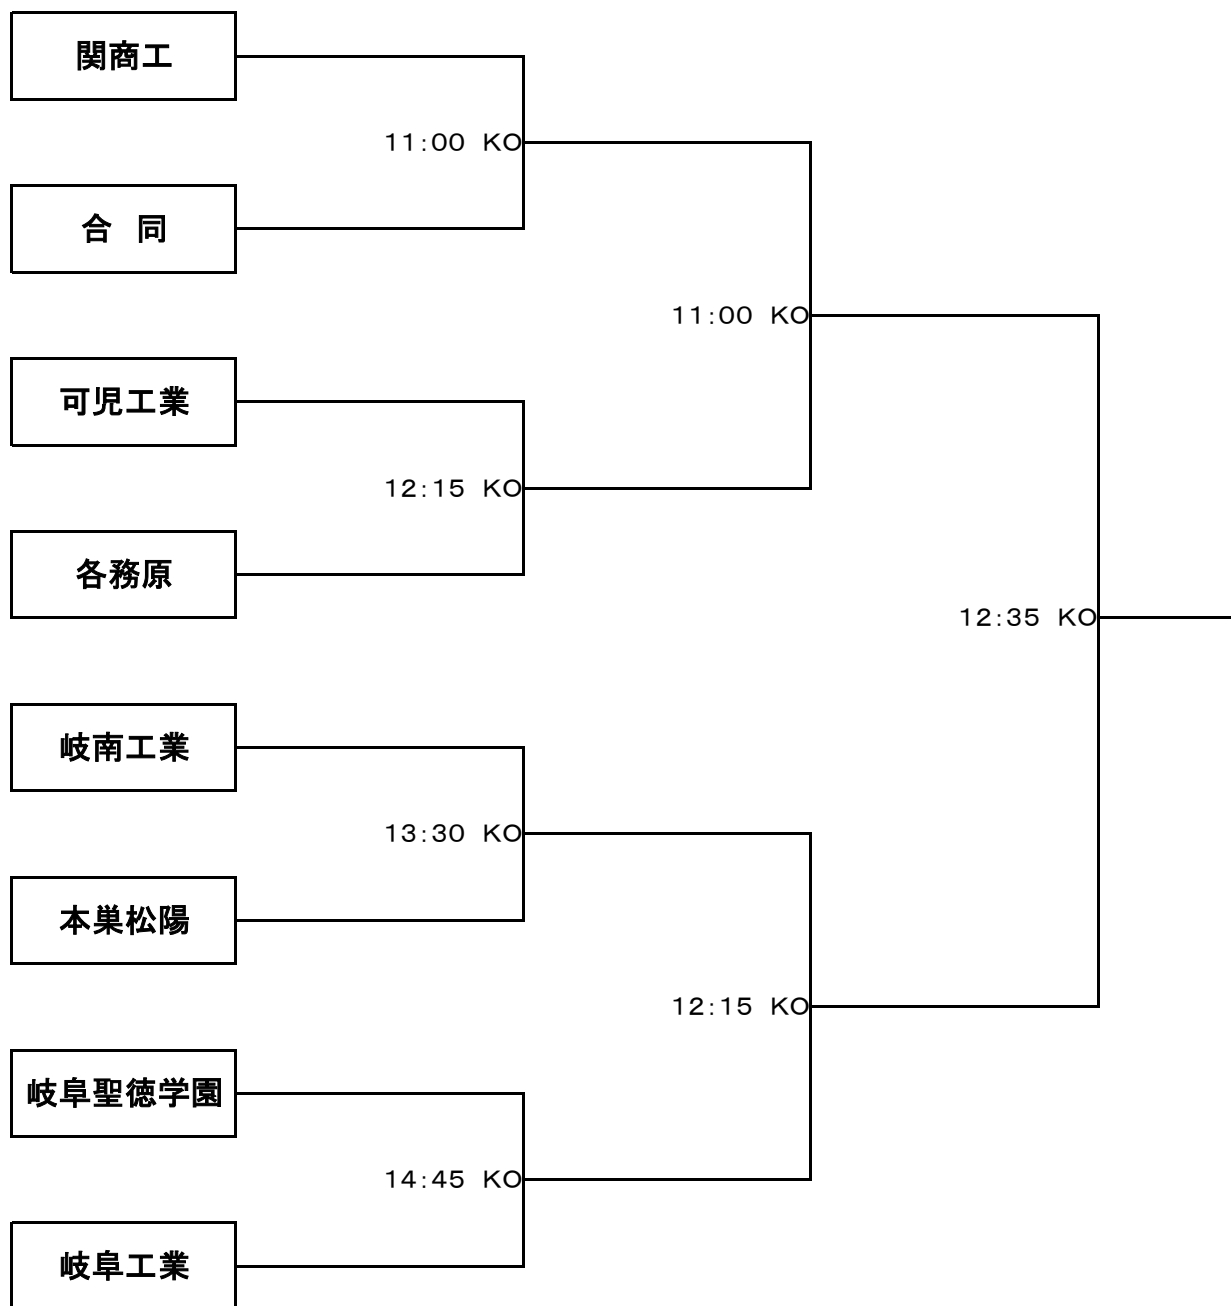 関商工
11:00 KO
合 同
11:00 KO
可児工業
12:15 KO
各務原
12:35 KO
岐南工業
13:30 KO
本巣松陽
12:15 KO
岐阜聖徳学園
14:45 KO
岐阜工業